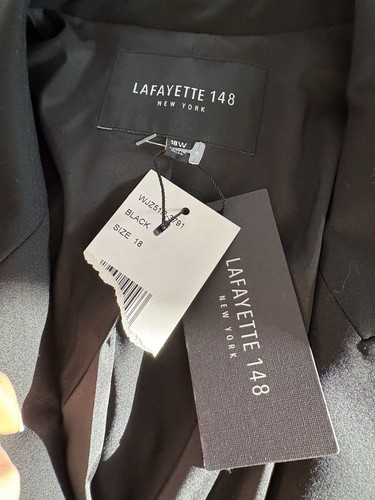 LAFAYETTE 148
NEW YORK
18W
BLACK
SIZE 18
LAFAYETTE 148
NEW YORK